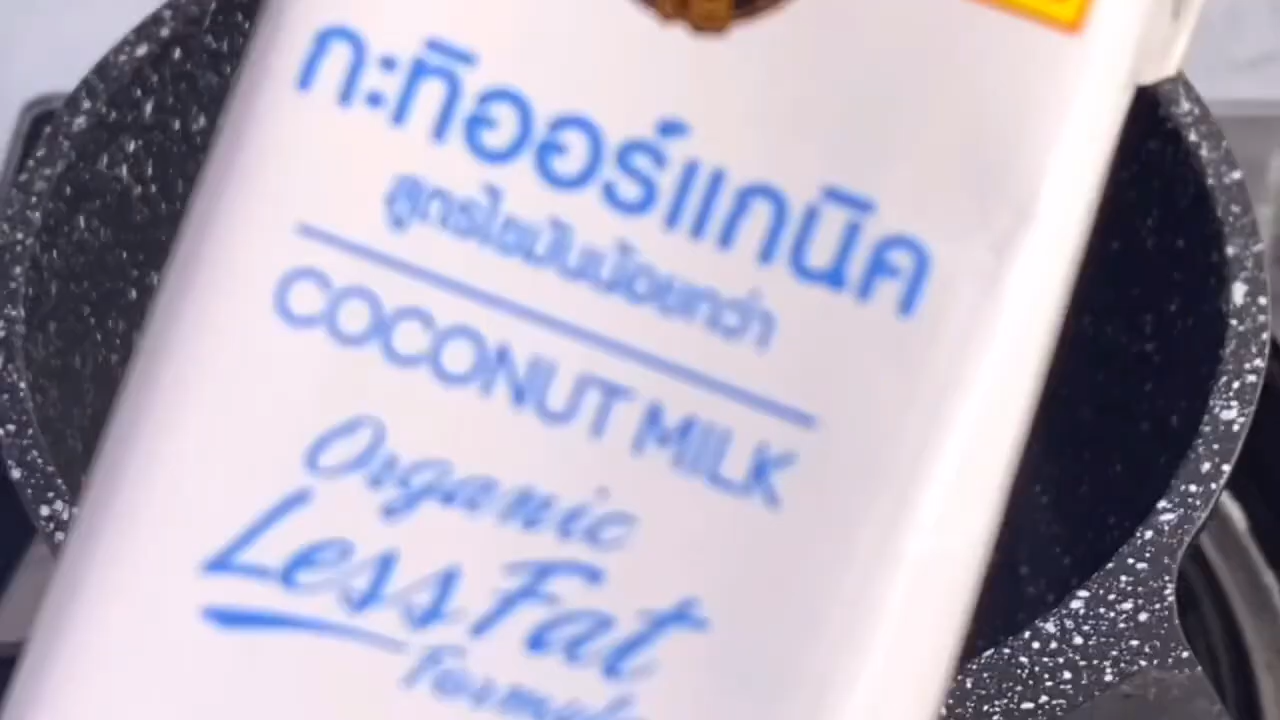 กะทิออร์แกนิค
สูตรไขมันน้อยกว่า
COCONUT MILK
Organic
Less Fat
Formula